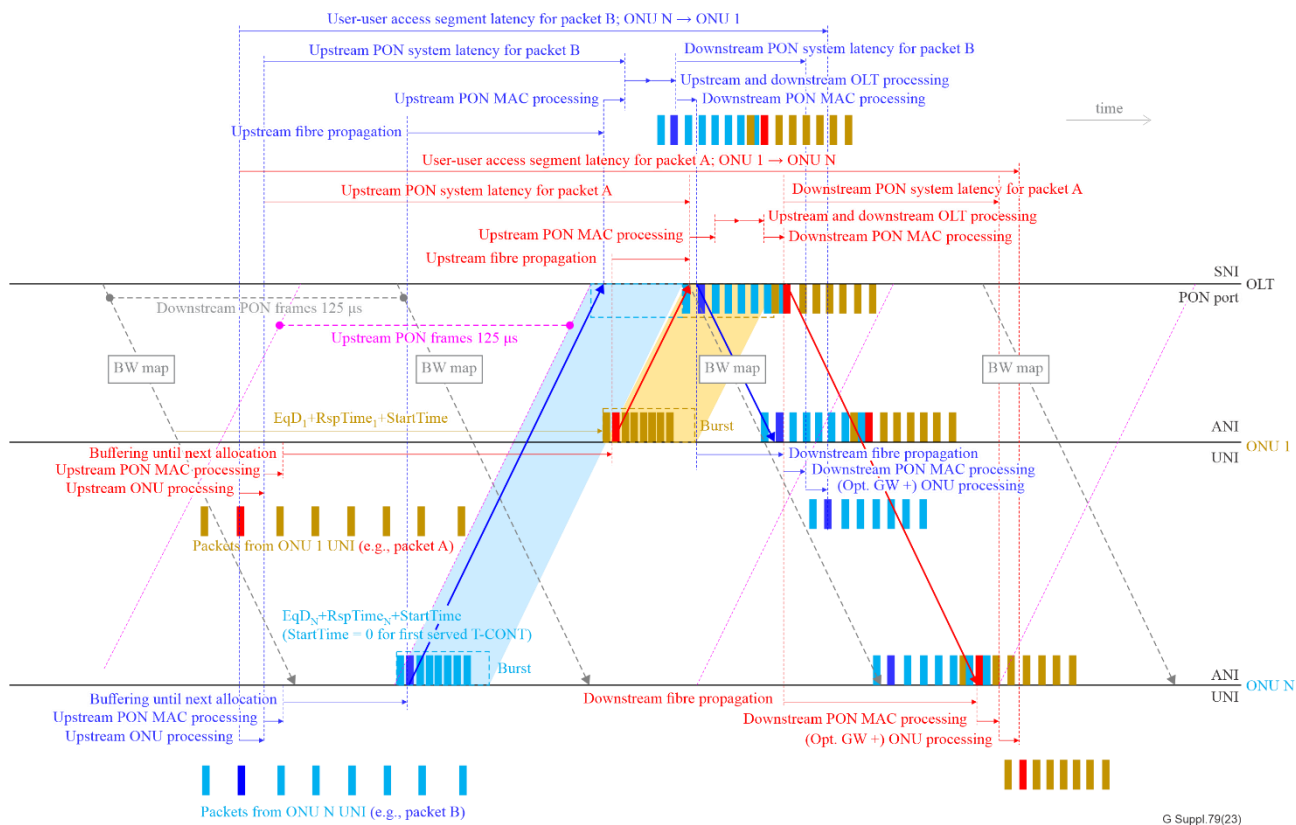 User-user access segment latency for packet B; ONU N → ONU 1
Upstream PON system latency for packet B
Downstream PON system latency for packet B
Upstream and downstream OLT processing
Upstream PON MAC processing
Downstream PON MAC processing
time
Upstream fibre propagation
User-user access segment latency for packet A; ONU 1 → ONU N
Upstream PON system latency for packet A
Downstream PON system latency for packet A
Upstream and downstream OLT processing
Upstream PON MAC processing
Downstream PON MAC processing
Upstream fibre propagation
SNI
OLT
PON port
Downstream PON frames 125 µs
Upstream PON frames 125 µs
BW map
BW map
BW map
BW map
EqD1+RspTime1+StartTime
Burst
ANI
ONU 1
UNI
Buffering until next allocation
Downstream fibre propagation
Upstream PON MAC processing
Downstream PON MAC processing
Upstream ONU processing
(Opt. GW +) ONU processing
Packets from ONU 1 UNI (e.g., packet A)
EqDN+RspTimeN+StartTime
(StartTime = 0 for first served T-CONT)
Burst
ANI
ONU N
UNI
Buffering until next allocation
Downstream fibre propagation
Upstream PON MAC processing
Downstream PON MAC processing
Upstream ONU processing
(Opt. GW +) ONU processing
Packets from ONU N UNI (e.g., packet B)
G Suppl.79(23)